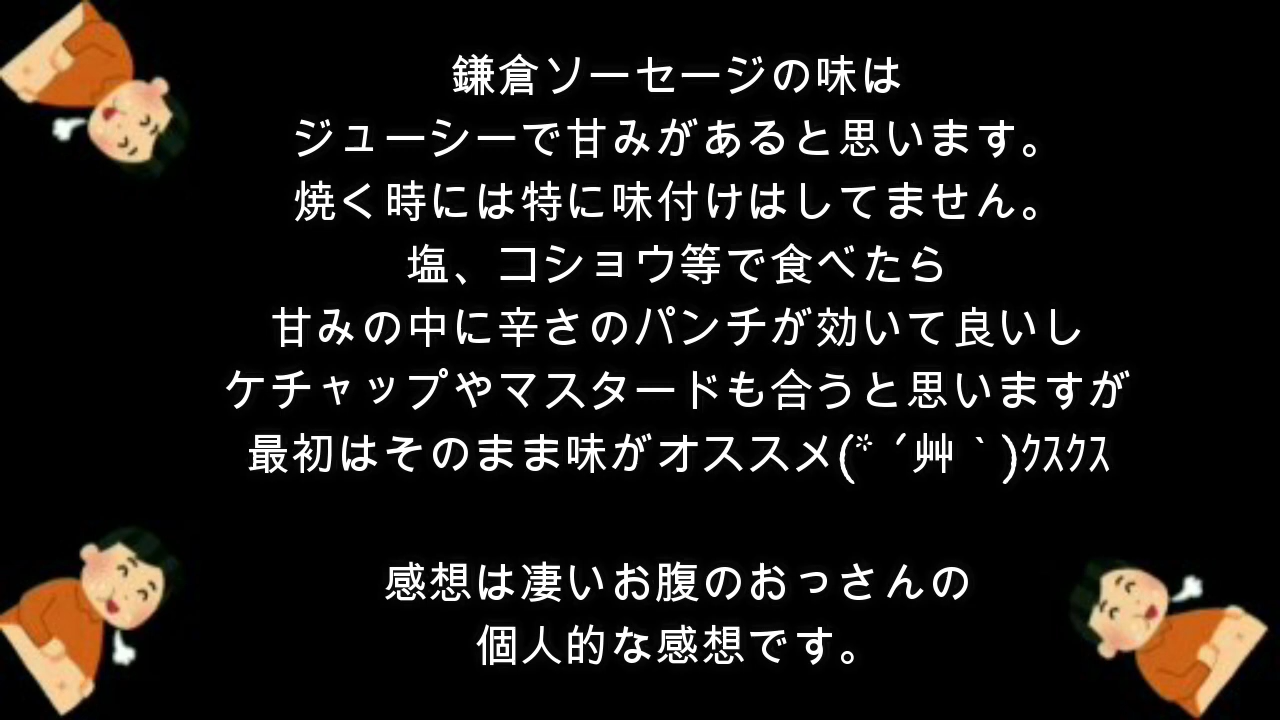 鎌倉ソーセージの味は
ジューシーで甘みがあると思います。
焼く時には特に味付けはしてません。
塩、コショウ等で食べたら
甘みの中に辛さのパンチが効いて良いし
ケチャップやマスタードも合うと思いますが
最初はそのまま味がオススメ(*´艸｀)ｸｽｸｽ
感想は凄いお腹のおっさんの
個人的な感想です。